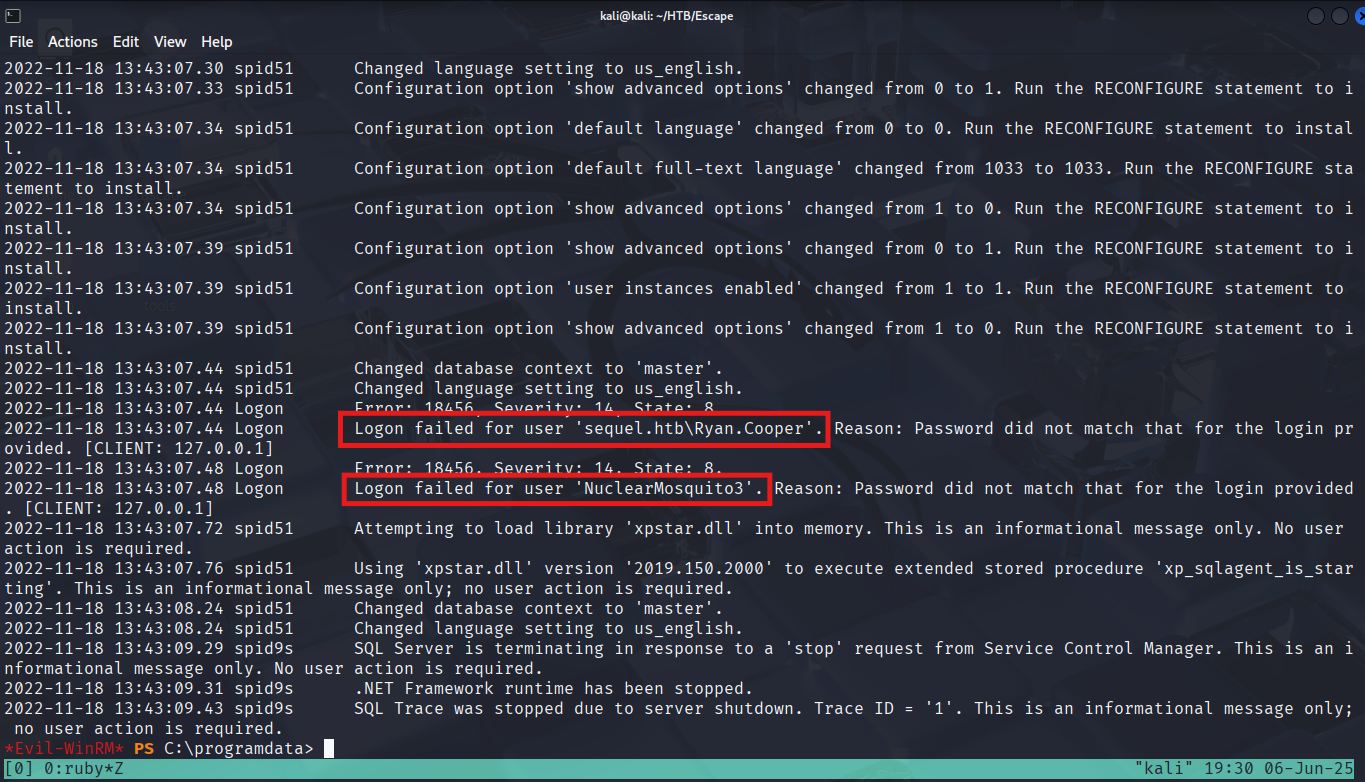 kali@kali: ~/HTB/Escape
File Actions Edit View Help
2022-11-18 13:43:07.30 spid51      Changed language setting to us_english.
2022-11-18 13:43:07.33 spid51      Configuration option 'show advanced options' changed from 0 to 1. Run the RECONFIGURE statement to i
nstall.
2022-11-18 13:43:07.34 spid51      Configuration option 'default language' changed from 0 to 0. Run the RECONFIGURE statement to instal
l.
2022-11-18 13:43:07.34 spid51      Configuration option 'default full-text language' changed from 1033 to 1033. Run the RECONFIGURE sta
tement to install.
2022-11-18 13:43:07.34 spid51      Configuration option 'show advanced options' changed from 1 to 0. Run the RECONFIGURE statement to i
nstall.
2022-11-18 13:43:07.39 spid51      Configuration option 'show advanced options' changed from 0 to 1. Run the RECONFIGURE statement to i
nstall.
2022-11-18 13:43:07.39 spid51      Configuration option 'user instances enabled' changed from 1 to 1. Run the RECONFIGURE statement to
install.
2022-11-18 13:43:07.39 spid51      Configuration option 'show advanced options' changed from 1 to 0. Run the RECONFIGURE statement to i
nstall.
2022-11-18 13:43:07.44 spid51      Changed database context to 'master'.
2022-11-18 13:43:07.44 spid51      Changed language setting to us_english.
2022-11-18 13:43:07.44 Logon       Error: 18456, Severity: 14, State: 8.
2022-11-18 13:43:07.44 Logon       Logon failed for user 'sequel.htb\Ryan.Cooper'. Reason: Password did not match that for the login pr
ovided. [CLIENT: 127.0.0.1]
2022-11-18 13:43:07.48 Logon       Error: 18456, Severity: 14, State: 8.
2022-11-18 13:43:07.48 Logon       Logon failed for user 'NuclearMosquito3'. Reason: Password did not match that for the login provided
. [CLIENT: 127.0.0.1]
2022-11-18 13:43:07.72 spid51      Attempting to load library 'xpstar.dll' into memory. This is an informational message only. No user
action is required.
2022-11-18 13:43:07.76 spid51      Using 'xpstar.dll' version '2019.150.2000' to execute extended stored procedure 'xp_sqlagent_is_star
ting'. This is an informational message only; no user action is required.
2022-11-18 13:43:08.24 spid51      Changed database context to 'master'.
2022-11-18 13:43:08.24 spid51      Changed language setting to us_english.
2022-11-18 13:43:09.29 spid9s      SQL Server is terminating in response to a 'stop' request from Service Control Manager. This is an i
nformational message only. No user action is required.
2022-11-18 13:43:09.31 spid9s      .NET Framework runtime has been stopped.
2022-11-18 13:43:09.43 spid9s      SQL Trace was stopped due to server shutdown. Trace ID = '1'. This is an informational message only;
 no user action is required.
*Evil-WinRM* PS C:\programdata>
[0] 0:ruby*Z "kali" 19:30 06-Jun-25